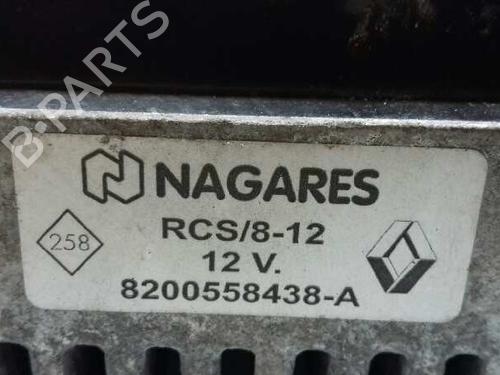 B-PARTS
NAGARES
258
RCS/8-12
12 V.
8200558438-A